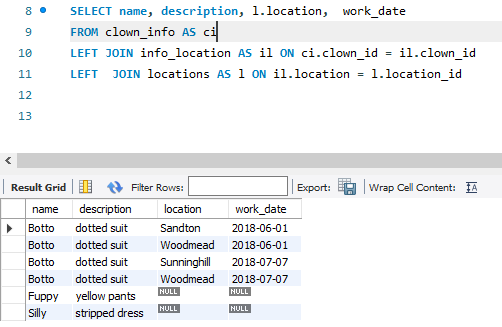 8 SELECT name, description, l.location,  work_date
9 FROM clown_info AS ci
10 LEFT JOIN info_location AS il ON ci.clown_id = il.clown_id
11 LEFT  JOIN locations AS l ON il.location = l.location_id
12
13
Result Grid Filter Rows: Export: Wrap Cell Content: IA
name description location work_date
Botto dotted suit Sandton 2018-06-01
Botto dotted suit Woodmead 2018-06-01
Botto dotted suit Sunninghill 2018-07-07
Botto dotted suit Woodmead 2018-07-07
Fuppy yellow pants NULL NULL
Silly stripped dress NULL NULL